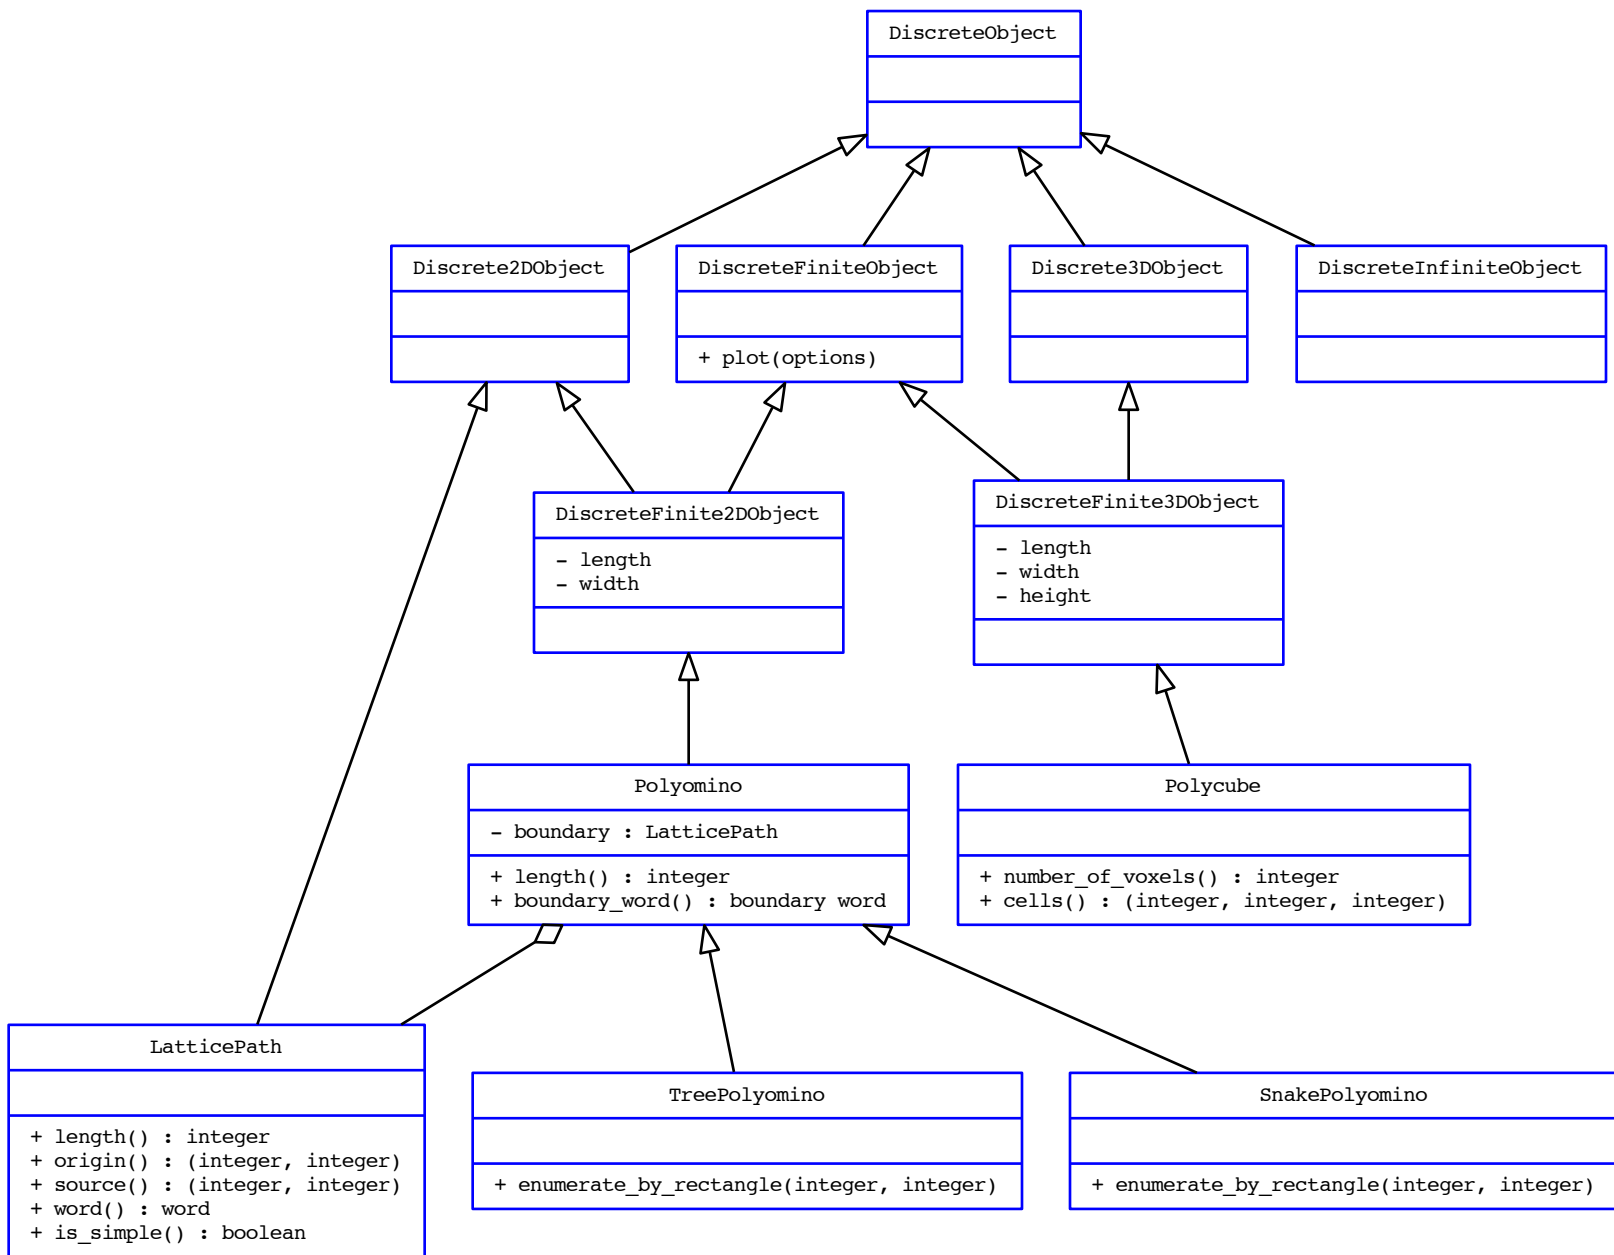 DiscreteObject
Discrete2DObject
DiscreteFiniteObject
+ plot(options)
Discrete3DObject
DiscreteInfiniteObject
DiscreteFinite2DObject
– length
– width
DiscreteFinite3DObject
– length
– width
– height
Polyomino
– boundary : LatticePath
+ length() : integer
+ boundary_word() : boundary word
Polycube
+ number_of_voxels() : integer
+ cells() : (integer, integer, integer)
LatticePath
+ length() : integer
+ origin() : (integer, integer)
+ source() : (integer, integer)
+ word() : word
+ is_simple() : boolean
TreePolyomino
+ enumerate_by_rectangle(integer, integer)
SnakePolyomino
+ enumerate_by_rectangle(integer, integer)